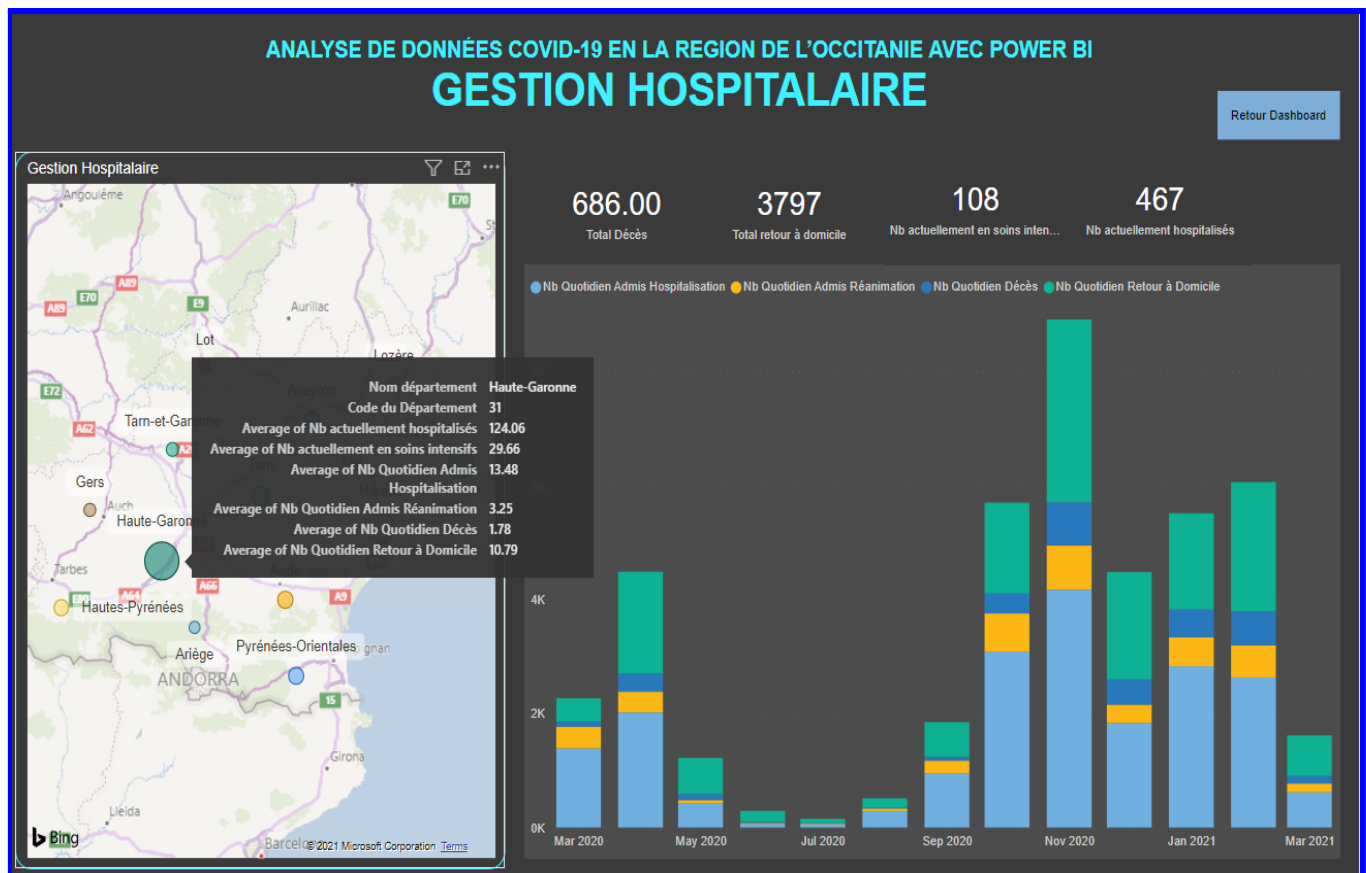 ANALYSE DE DONNÉES COVID-19 EN LA REGION DE L'OCCITANIE AVEC POWER BI
GESTION HOSPITALAIRE
Retour Dashboard
Gestion Hospitalaire
Angoulême
E70
A89
E70
A89
E9
Aurillac
Lot
Lozère
E72
Aveyron
A62
Tarn-et-Garonne
Gers
Auch
Haute-Garonne
Tarbes
A64
A66
A9
Aude
Hautes-Pyrénées
Ariège
Pyrénées-Orientales
pignan
ANDORRA
15
Girona
Lleida
Bing
Barcelo
© 2021 Microsoft Corporation Terms
Nom département Haute-Garonne
Code du Département 31
Average of Nb actuellement hospitalisés 124.06
Average of Nb actuellement en soins intensifs 29.66
Average of Nb Quotidien Admis 13.48
Hospitalisation
Average of Nb Quotidien Admis Réanimation 3.25
Average of Nb Quotidien Décès 1.78
Average of Nb Quotidien Retour à Domicile 10.79
686.00
Total Décès
3797
Total retour à domicile
108
Nb actuellement en soins inten...
467
Nb actuellement hospitalisés
Nb Quotidien Admis Hospitalisation Nb Quotidien Admis Réanimation Nb Quotidien Décès Nb Quotidien Retour à Domicile
4K
2K
0K
Mar 2020 May 2020 Jul 2020 Sep 2020 Nov 2020 Jan 2021 Mar 2021